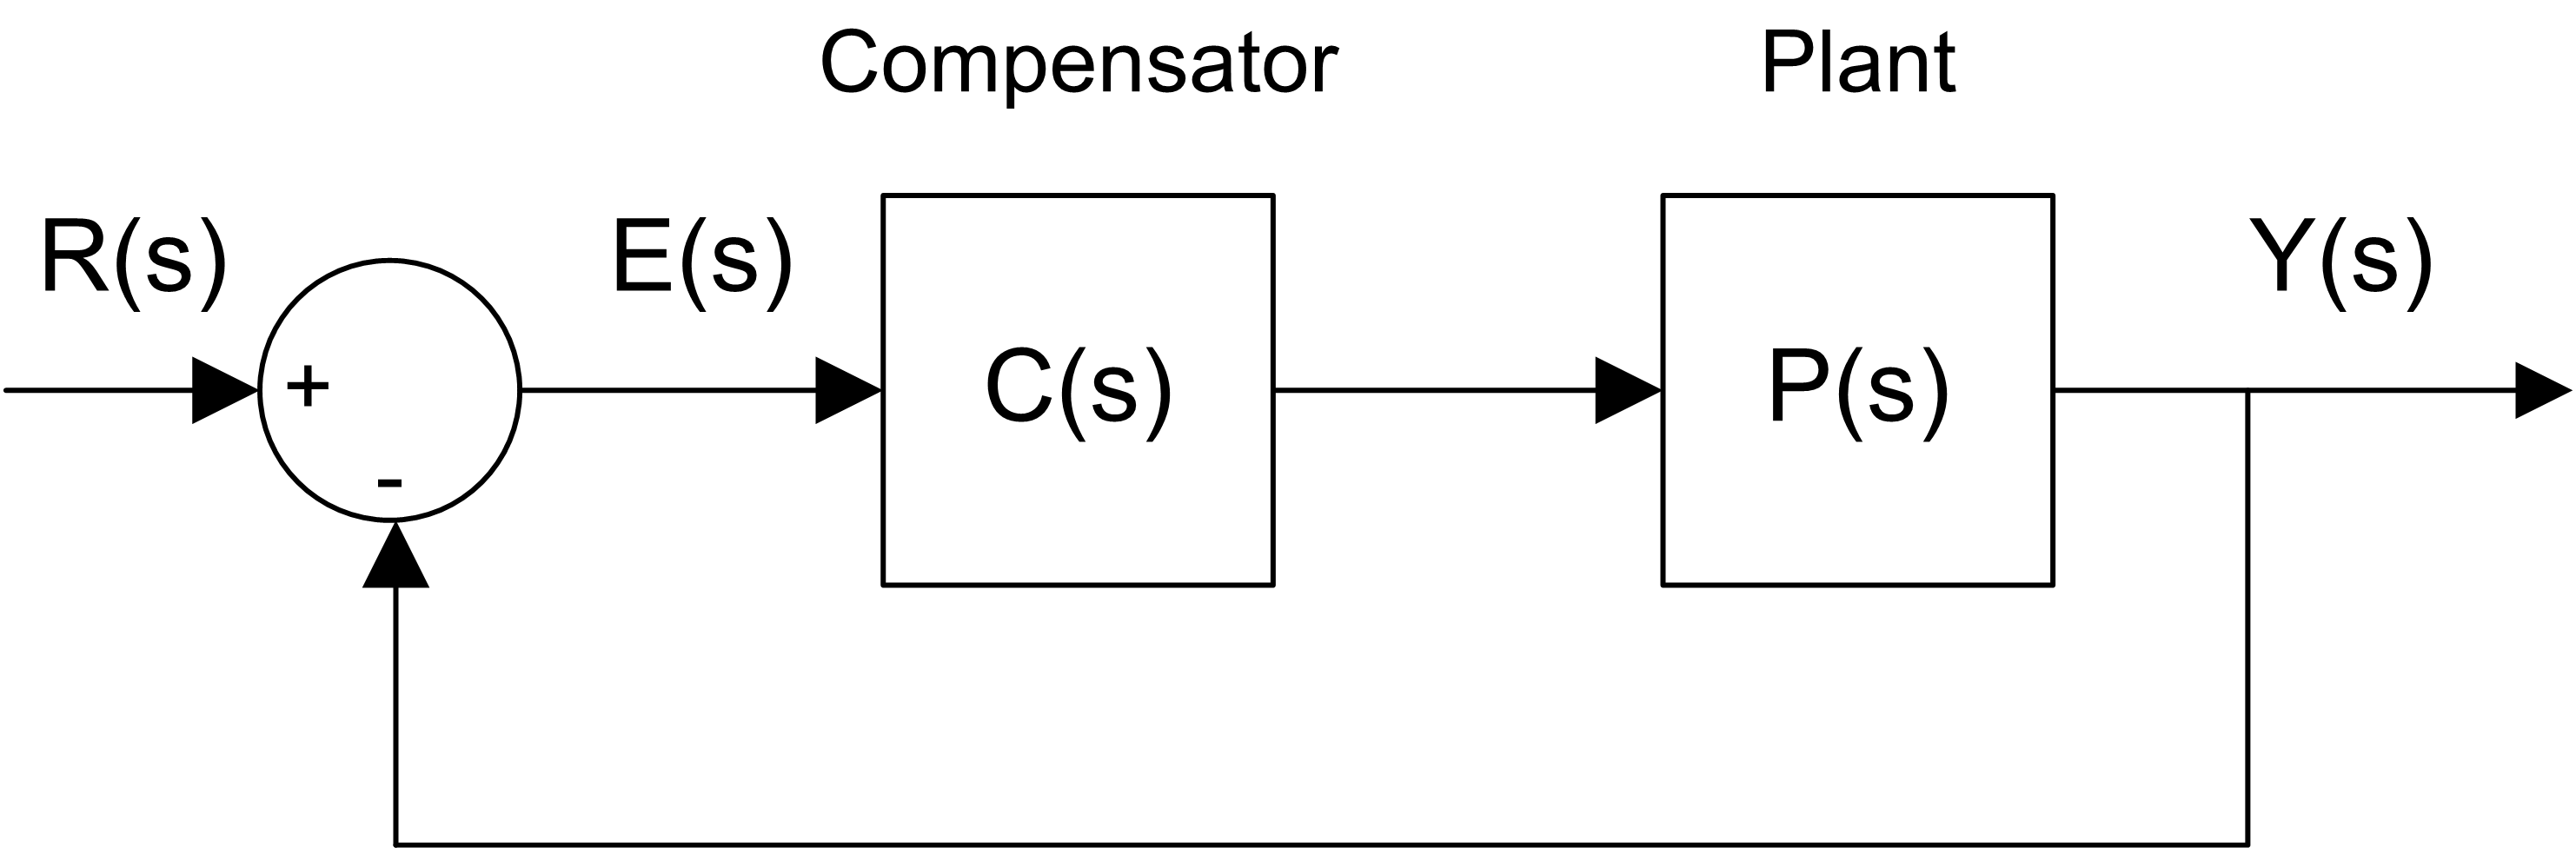 Compensator Plant
R(s) E(s) Y(s)
+ C(s) P(s)
-